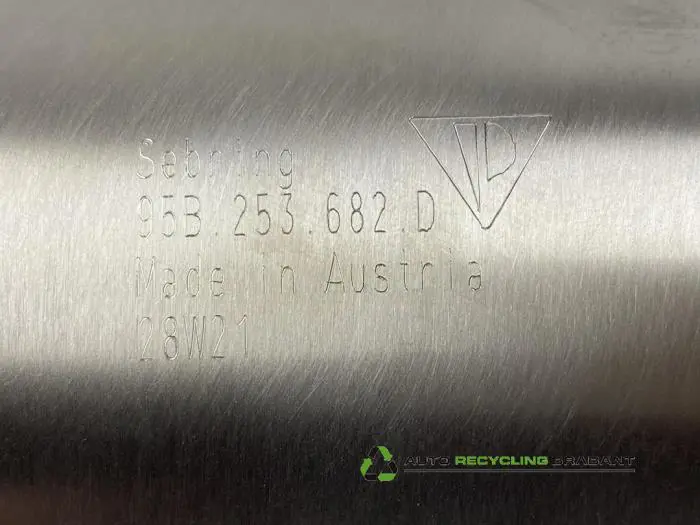 Sebring
95B.253.682.D
Made in Austria
28W21
AUTO RECYCLING BRABANT